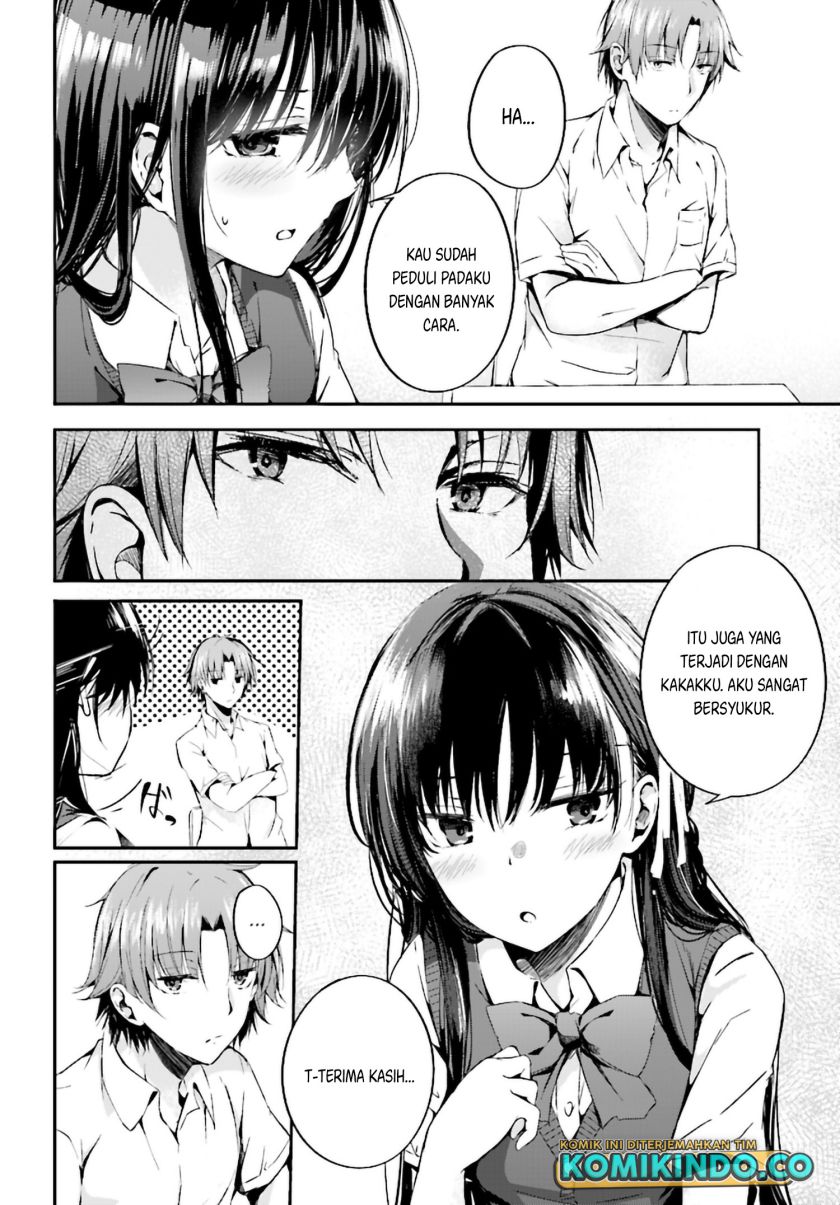 HA...
KAU SUDAH
PEDULI PADAKU
DENGAN BANYAK
CARA.
ITU JUGA YANG
TERJADI DENGAN
KAKAKKU. AKU SANGAT
BERSYUKUR.
ばっ
...
T-TERIMA KASIH...
KOMIK INI DITERJEMAHKAN TIM
KOMIKINDO.CO